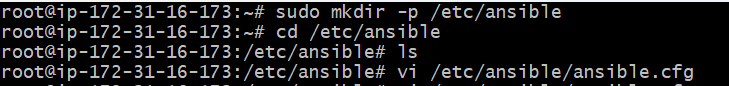 root@ip-172-31-16-173:~# sudo mkdir -p /etc/ansible
root@ip-172-31-16-173:~# cd /etc/ansible
root@ip-172-31-16-173:/etc/ansible# ls
root@ip-172-31-16-173:/etc/ansible# vi /etc/ansible/ansible.cfg